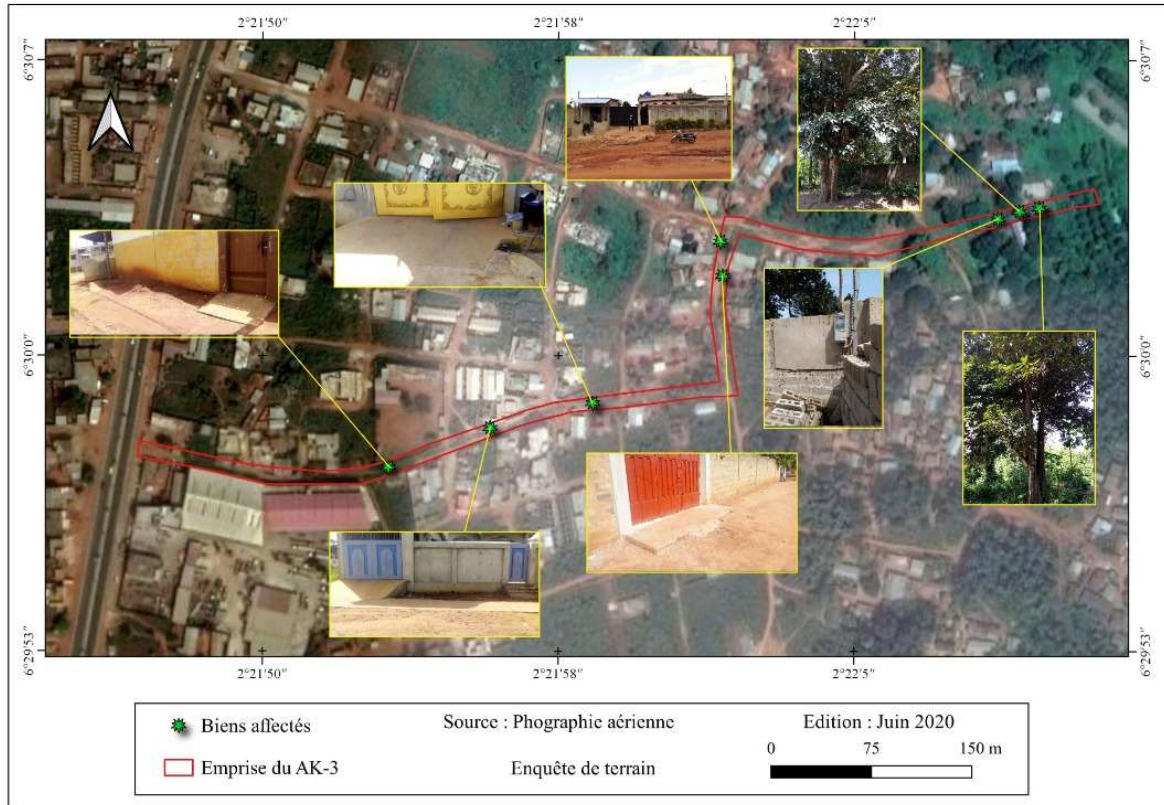 2°21'50" 2°21'58" 2°22'5"
6°30'7" 6°30'7"
6°30'0" 6°30'0"
6°29'53" 6°29'53"
2°21'50" 2°21'58" 2°22'5"
Biens affectés Source : Phographie aérienne Edition : Juin 2020
0 75 150 m
Emprise du AK-3 Enquête de terrain